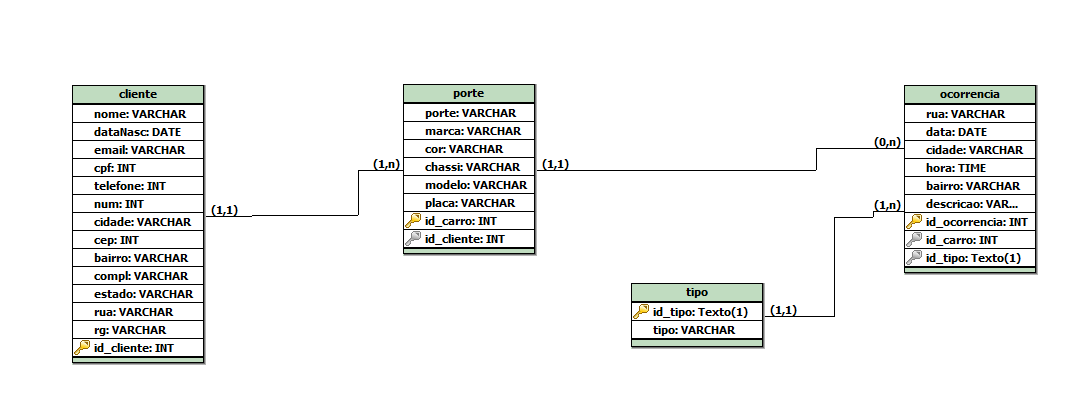 cliente
nome: VARCHAR
dataNasc: DATE
email: VARCHAR
cpf: INT
telefone: INT
num: INT
cidade: VARCHAR
cep: INT
bairro: VARCHAR
compl: VARCHAR
estado: VARCHAR
rua: VARCHAR
rg: VARCHAR
id_cliente: INT
(1,1)
(1,n)
porte
porte: VARCHAR
marca: VARCHAR
cor: VARCHAR
chassi: VARCHAR
modelo: VARCHAR
placa: VARCHAR
id_carro: INT
id_cliente: INT
(1,1)
(0,n)
tipo
id_tipo: Texto(1)
tipo: VARCHAR
(1,1)
(1,n)
ocorrencia
rua: VARCHAR
data: DATE
cidade: VARCHAR
hora: TIME
bairro: VARCHAR
descricao: VAR...
id_ocorrencia: INT
id_carro: INT
id_tipo: Texto(1)